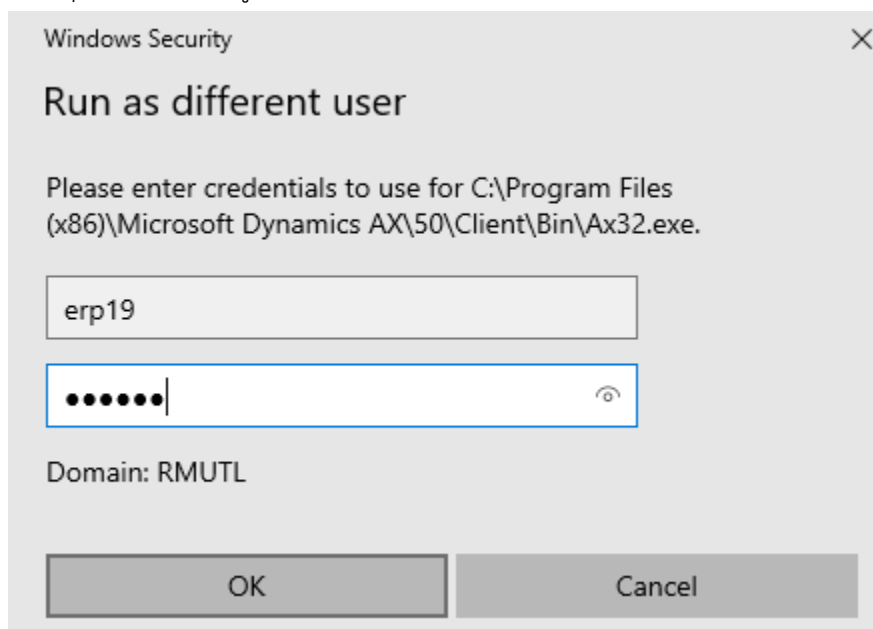 Windows Security
Run as different user
Please enter credentials to use for C:\Program Files
(x86)\Microsoft Dynamics AX\50\Client\Bin\Ax32.exe.
erp19
Domain: RMUTL
OK
Cancel